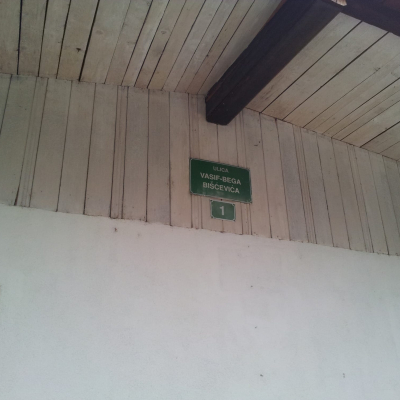 ULICA
VASIF-BEGA
BIŠĆEVIĆA
1